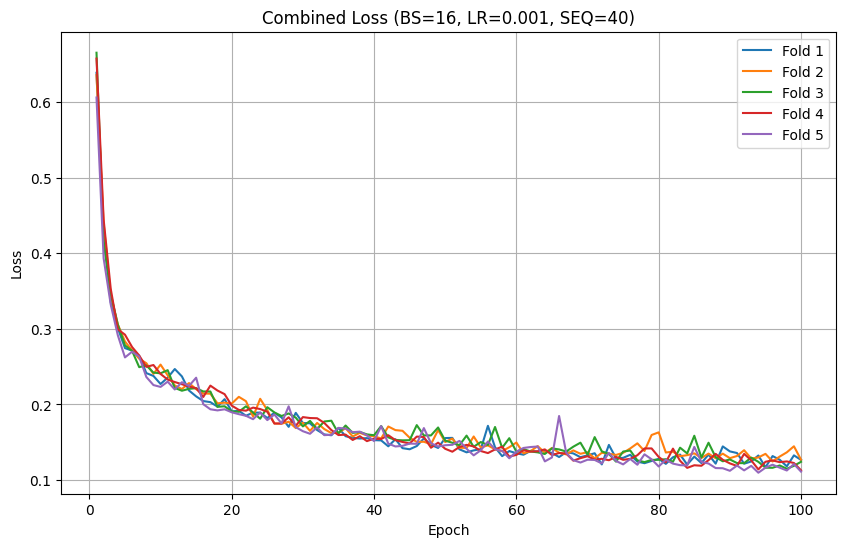 Combined Loss (BS=16, LR=0.001, SEQ=40)
Fold 1
Fold 2
Fold 3
Fold 4
Fold 5
Loss
0.6
0.5
0.4
0.3
0.2
0.1
0 20 40 60 80 100
Epoch